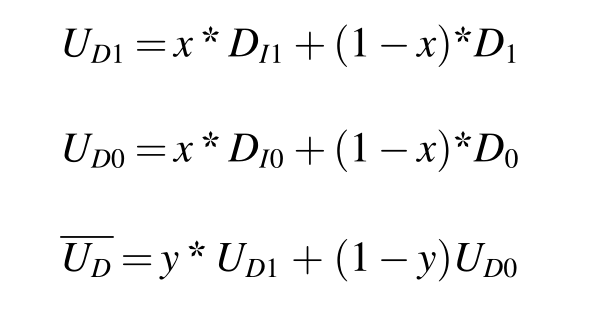 $U_{D1} = x * D_{I1} + (1 - x) * D_1$
$U_{D0} = x * D_{I0} + (1 - x) * D_0$
$\overline{U_D} = y * U_{D1} + (1 - y) U_{D0}$